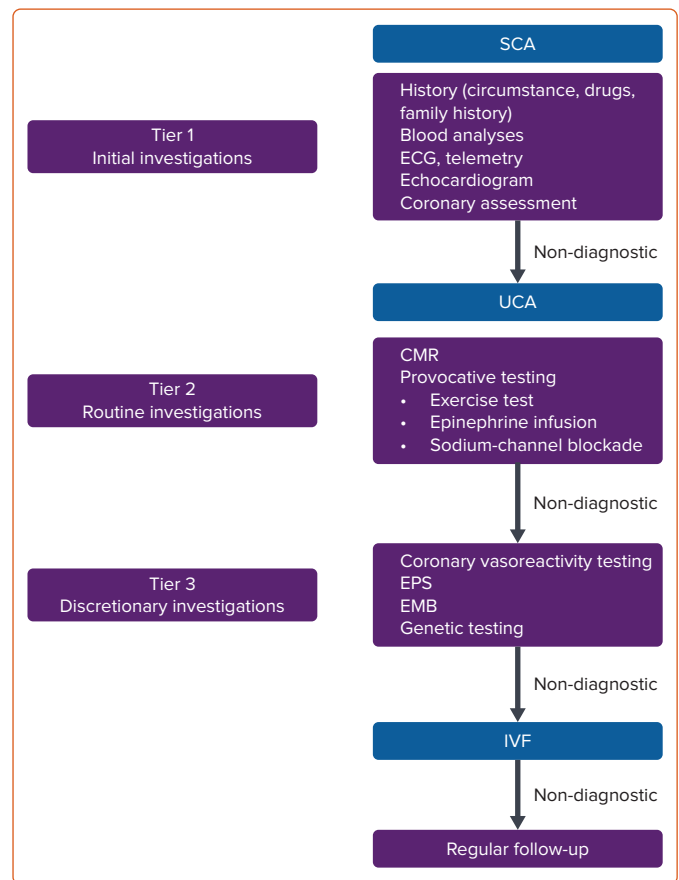 SCA
Tier 1
Initial investigations
History (circumstance, drugs,
family history)
Blood analyses
ECG, telemetry
Echocardiogram
Coronary assessment
Non-diagnostic
UCA
Tier 2
Routine investigations
CMR
Provocative testing
• Exercise test
• Epinephrine infusion
• Sodium-channel blockade
Non-diagnostic
Tier 3
Discretionary investigations
Coronary vasoreactivity testing
EPS
EMB
Genetic testing
Non-diagnostic
IVF
Non-diagnostic
Regular follow-up